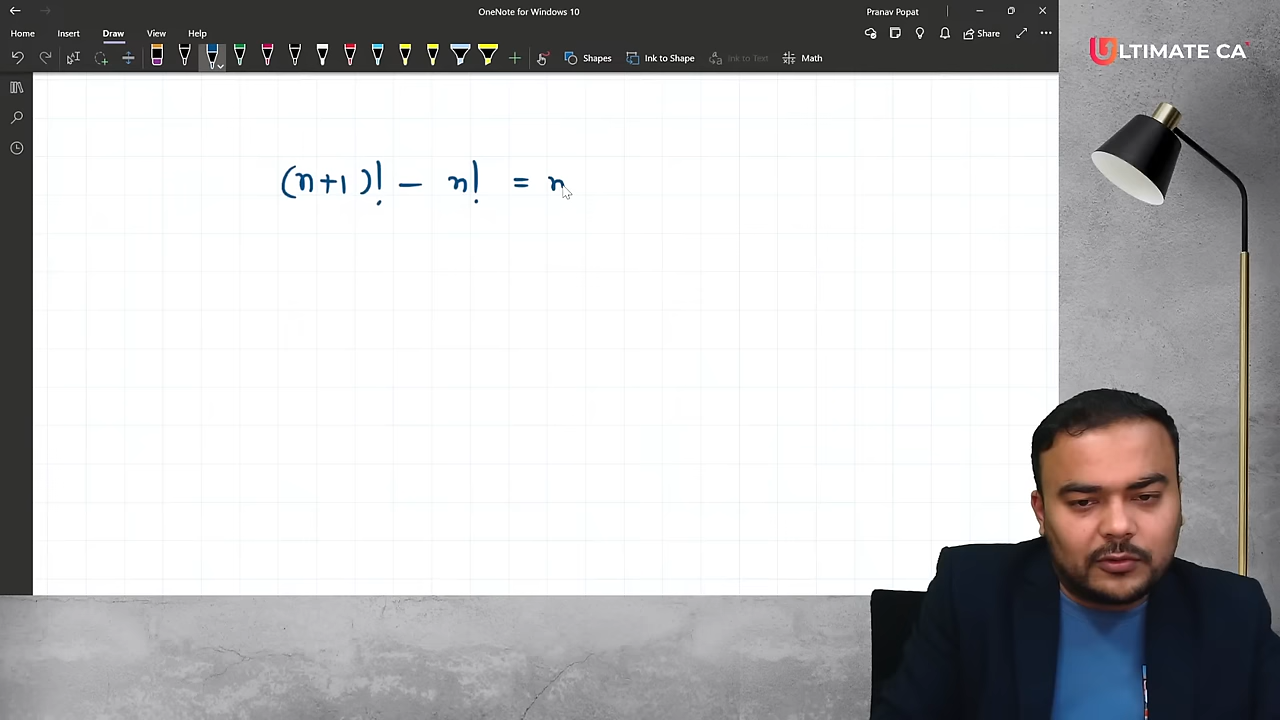 OneNote for Windows 10
Pranav Popat
Home Insert Draw View Help
Share
Shapes Ink to Shape Ink to Text Math
(n+1)! - n! = n
ULTIMATE CA